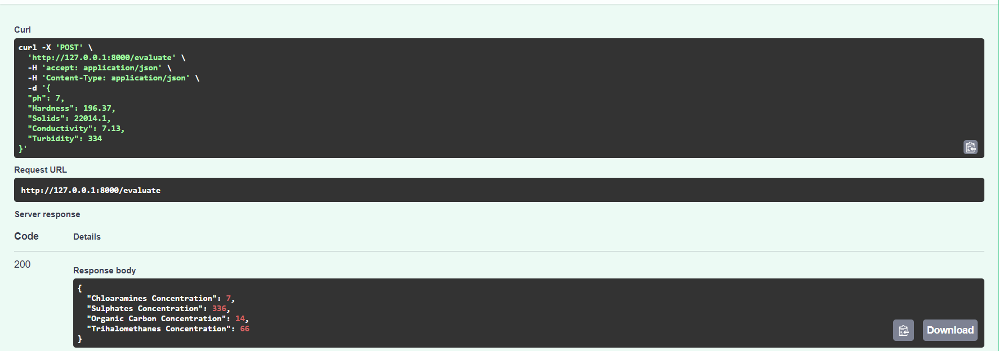 Curl
curl -X 'POST' \
  'http://127.0.0.1:8000/evaluate' \
  -H 'accept: application/json' \
  -H 'Content-Type: application/json' \
  -d '{
  "ph": 7,
  "Hardness": 196.37,
  "Solids": 22014.1,
  "Conductivity": 7.13,
  "Turbidity": 334
}'
Request URL
http://127.0.0.1:8000/evaluate
Server response
Code Details
200
Response body
{
  "Chloaramines Concentration": 7,
  "Sulphates Concentration": 336,
  "Organic Carbon Concentration": 14,
  "Trihalomethanes Concentration": 66
}
Download